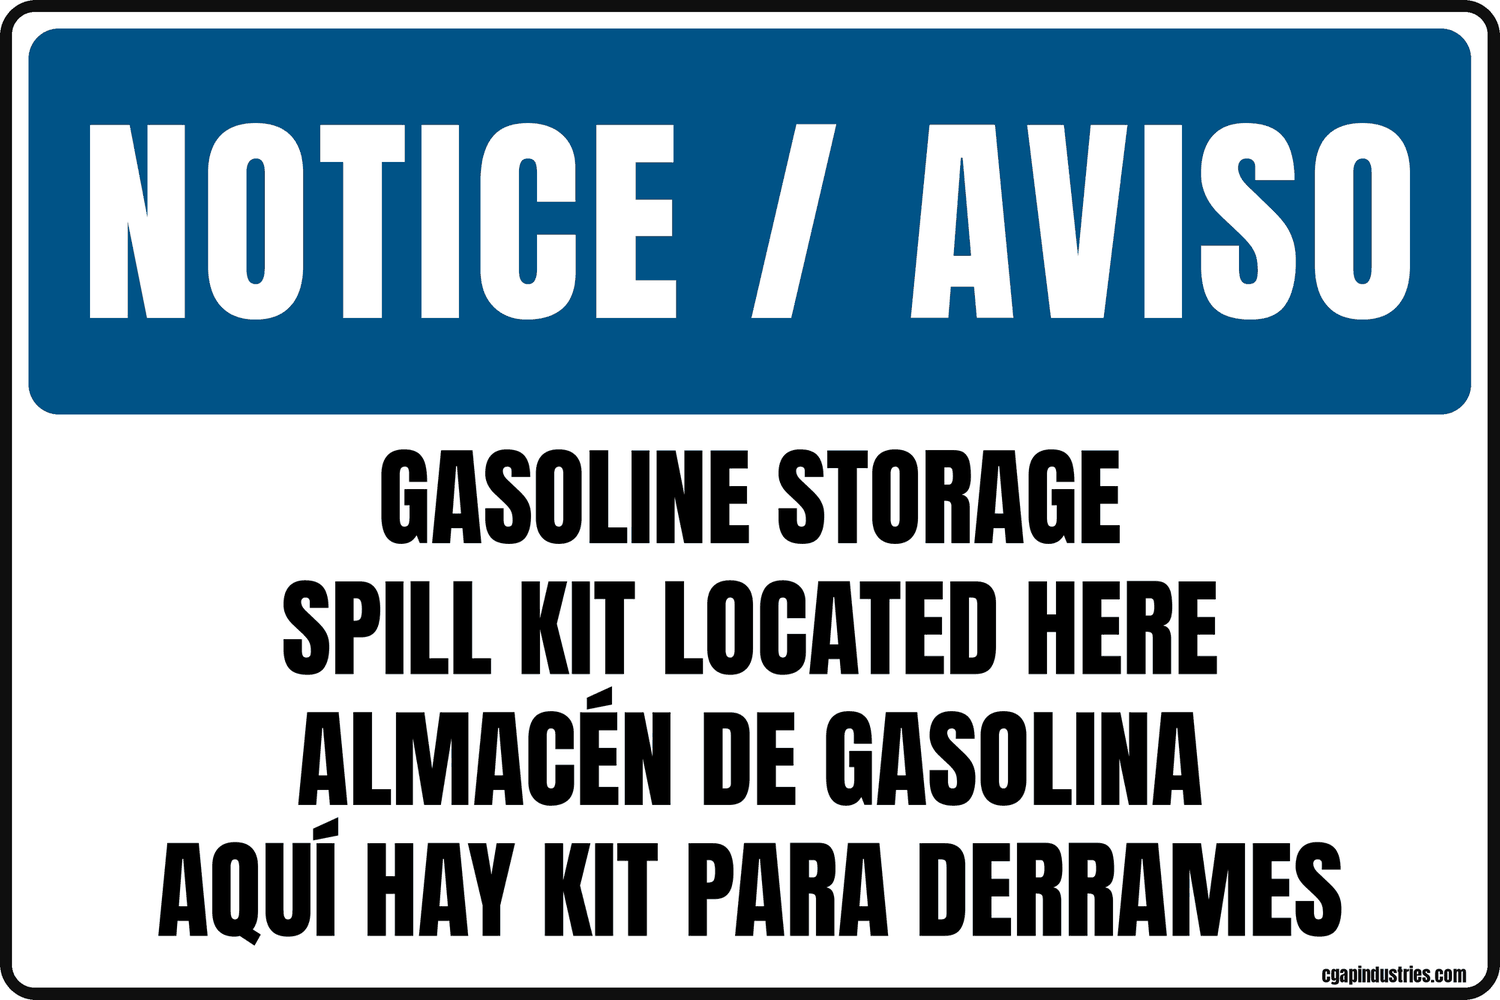 NOTICE / AVISO
GASOLINE STORAGE
SPILL KIT LOCATED HERE
ALMACÉN DE GASOLINA
AQUÍ HAY KIT PARA DERRAMES
cgapindustries.com